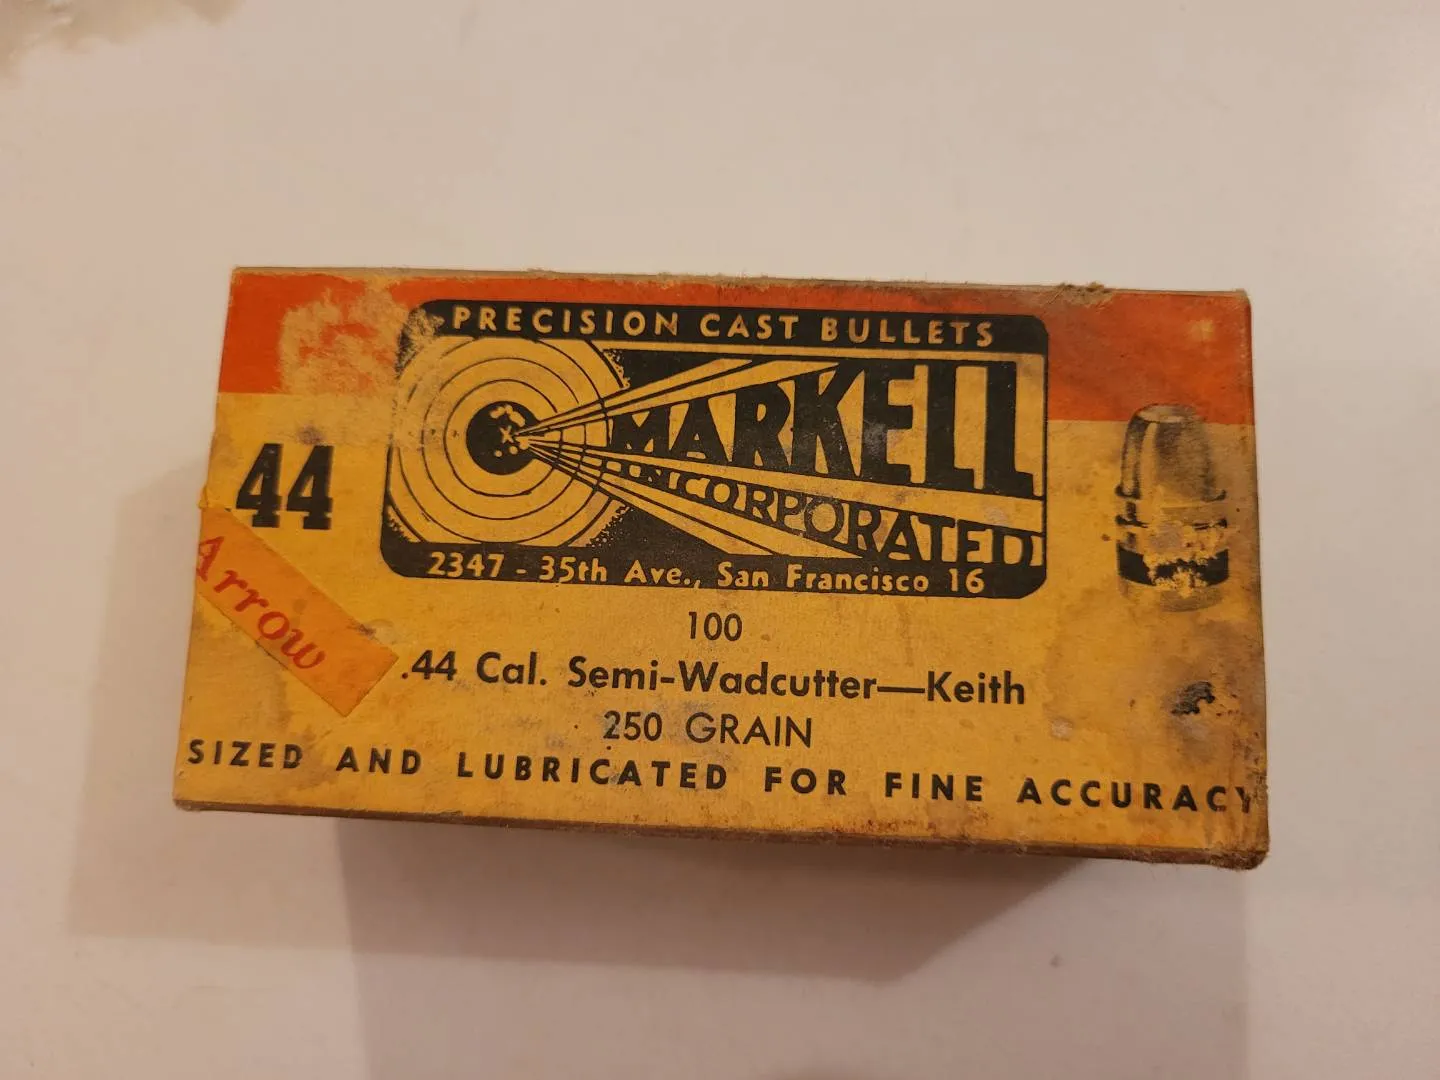 PRECISION CAST BULLETS
MARKELL
INCORPORATED
2347 - 35th Ave., San Francisco 16
.44
Arrow
100
.44 Cal. Semi-Wadcutter—Keith
250 GRAIN
SIZED AND LUBRICATED FOR FINE ACCURACY